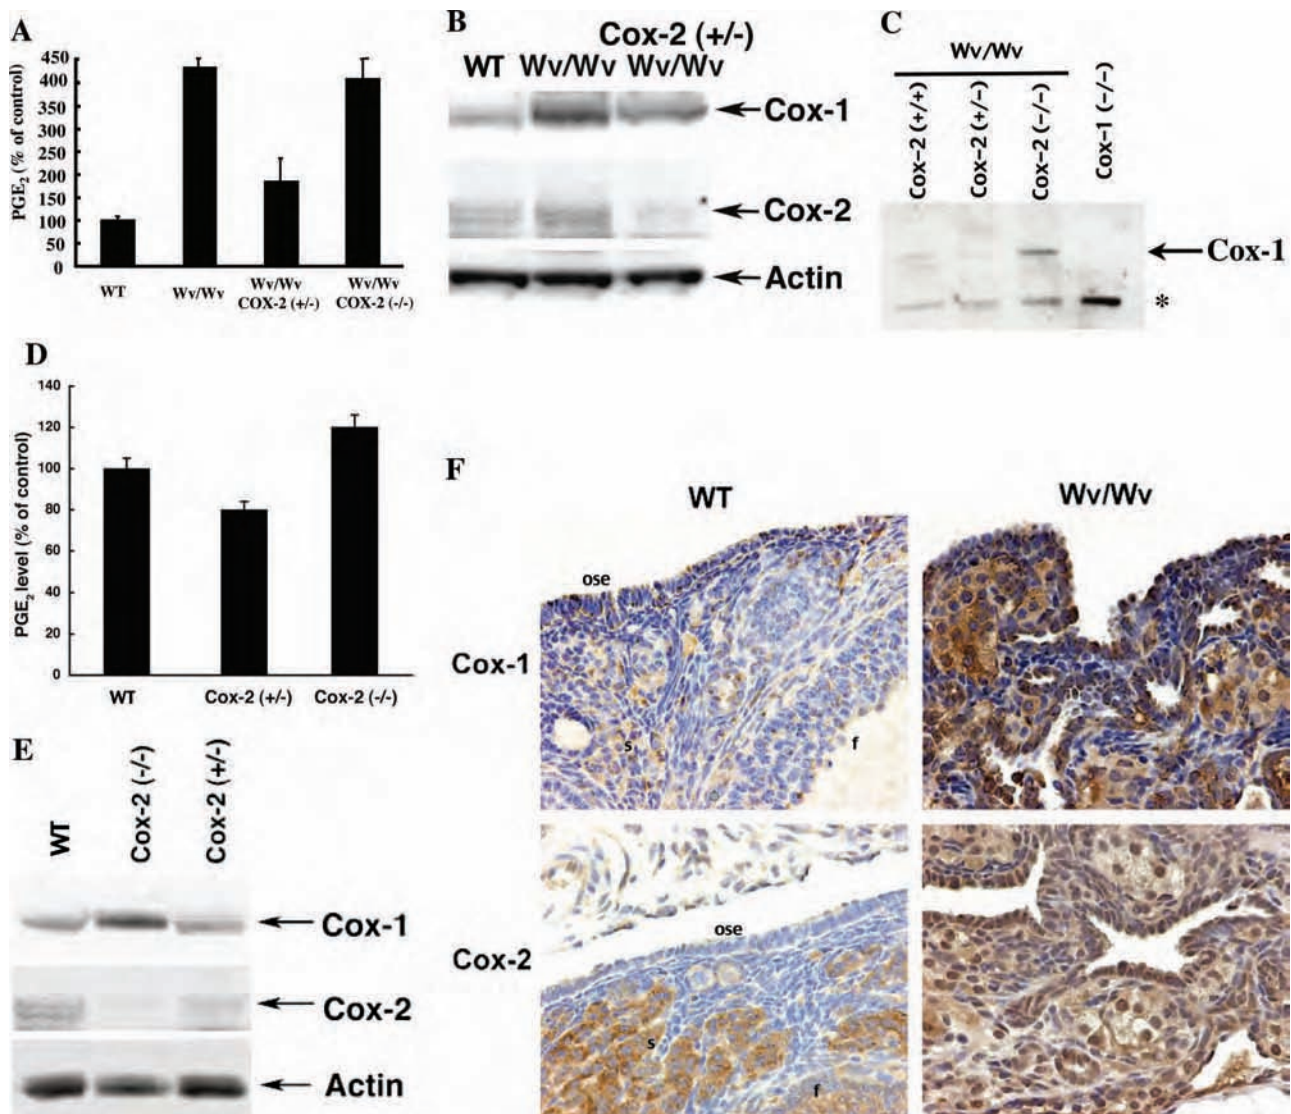 A
PGE2 (% of control)
450
400
350
300
250
200
150
100
50
0
WT
Wv/Wv
Wv/Wv
COX-2 (+/-)
Wv/Wv
COX-2 (-/-)
B
Cox-2 (+/-)
WT Wv/Wv Wv/Wv
Cox-1
Cox-2
Actin
C
Wv/Wv
Cox-2 (+/+)
Cox-2 (+/-)
Cox-2 (-/-)
Cox-1 (-/-)
Cox-1
*
D
PGE2 level (% of control)
140
120
100
80
60
40
20
0
WT
Cox-2 (+/-)
Cox-2 (-/-)
E
WT
Cox-2 (-/-)
Cox-2 (+/-)
Cox-1
Cox-2
Actin
F
WT
Wv/Wv
Cox-1
ose
s
f
Cox-2
ose
s
f